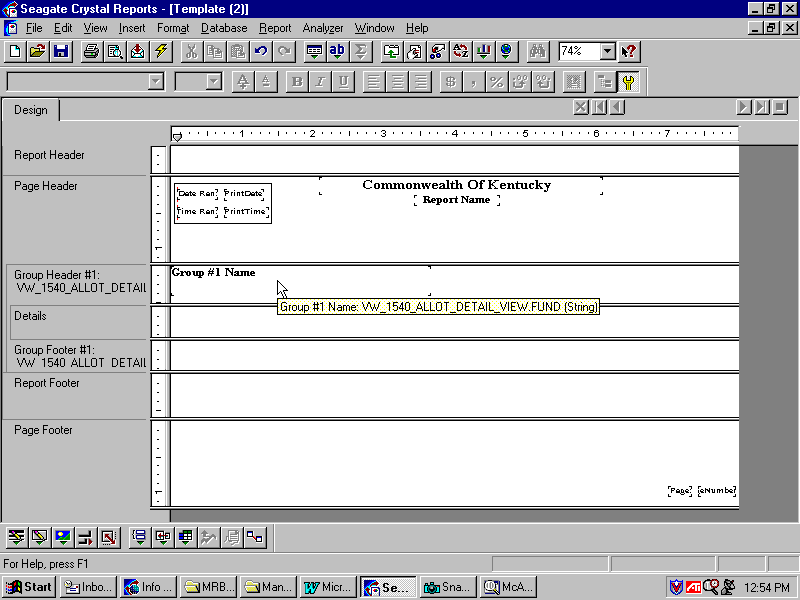 Seagate Crystal Reports - [Template (2)]
File Edit View Insert Format Database Report Analyzer Window Help
74%
B I U $ , %
Design
1 2 3 4 5 6 7
Report Header
Page Header
Date Ran PrintDate
Commonwealth Of Kentucky
Report Name
Time Ran PrintTime
1
Group Header #1:
VW_1540_ALLOT_DETAIL
Group #1 Name
Group #1 Name: VW_1540_ALLOT_DETAIL_VIEW.FUND (String)
Details
Group Footer #1:
VW_1540_ALLOT_DETAIL
Report Footer
Page Footer
Page eNumbe
1
For Help, press F1
Start Inbo... Info ... MRB... Man... Micr... Se... Sna... McA... 12:54 PM